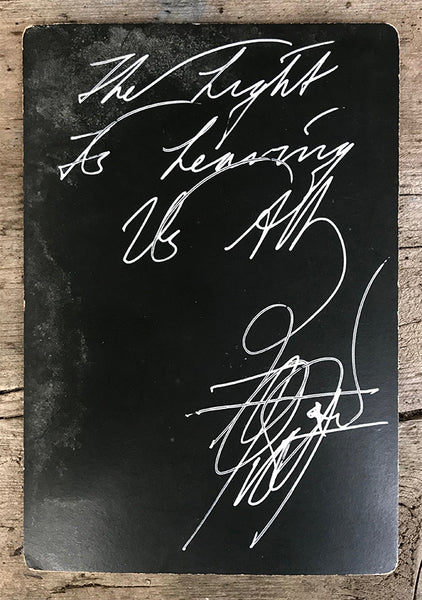 The Light
Is Leaving
Us All